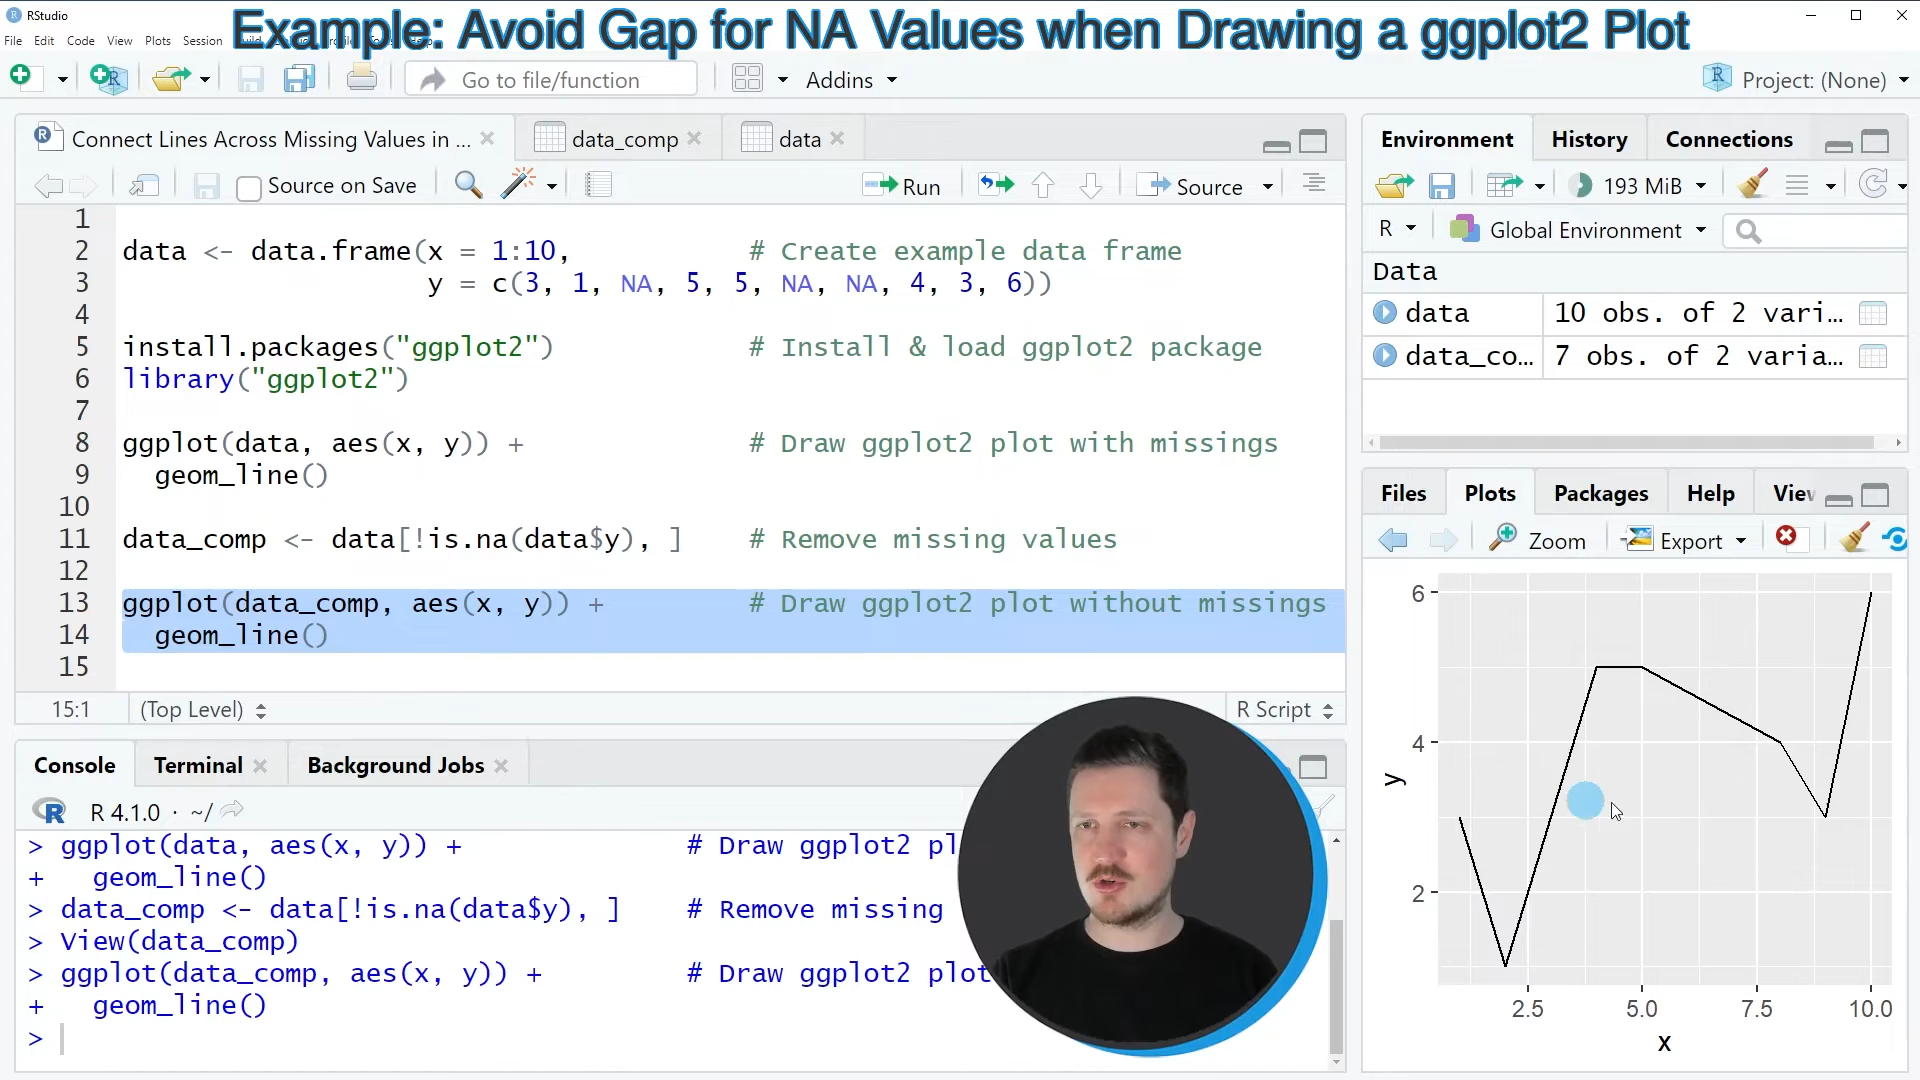 RStudio
Example: Avoid Gap for NA Values when Drawing a ggplot2 Plot
File Edit Code View Plots Session
Go to file/function
Addins
Project: (None)
Connect Lines Across Missing Values in ...
data_comp
data
Source on Save
Run
Source
1
2 data <- data.frame(x = 1:10, # Create example data frame
3 y = c(3, 1, NA, 5, 5, NA, NA, 4, 3, 6))
4
5 install.packages("ggplot2") # Install & load ggplot2 package
6 library("ggplot2")
7
8 ggplot(data, aes(x, y)) + # Draw ggplot2 plot with missings
9 geom_line()
10
11 data_comp <- data[!is.na(data$y), ] # Remove missing values
12
13 ggplot(data_comp, aes(x, y)) + # Draw ggplot2 plot without missings
14 geom_line()
15
15:1 (Top Level) R Script
Console Terminal Background Jobs
R 4.1.0 · ~/
> ggplot(data, aes(x, y)) + # Draw ggplot2 pl
+ geom_line()
> data_comp <- data[!is.na(data$y), ] # Remove missing
> View(data_comp)
> ggplot(data_comp, aes(x, y)) + # Draw ggplot2 plot
+ geom_line()
>
Environment History Connections
193 MiB
R Global Environment
Data
data 10 obs. of 2 vari...
data_co... 7 obs. of 2 varia...
Files Plots Packages Help Viev
Zoom Export
6
4
2
y
2.5 5.0 7.5 10.0
x